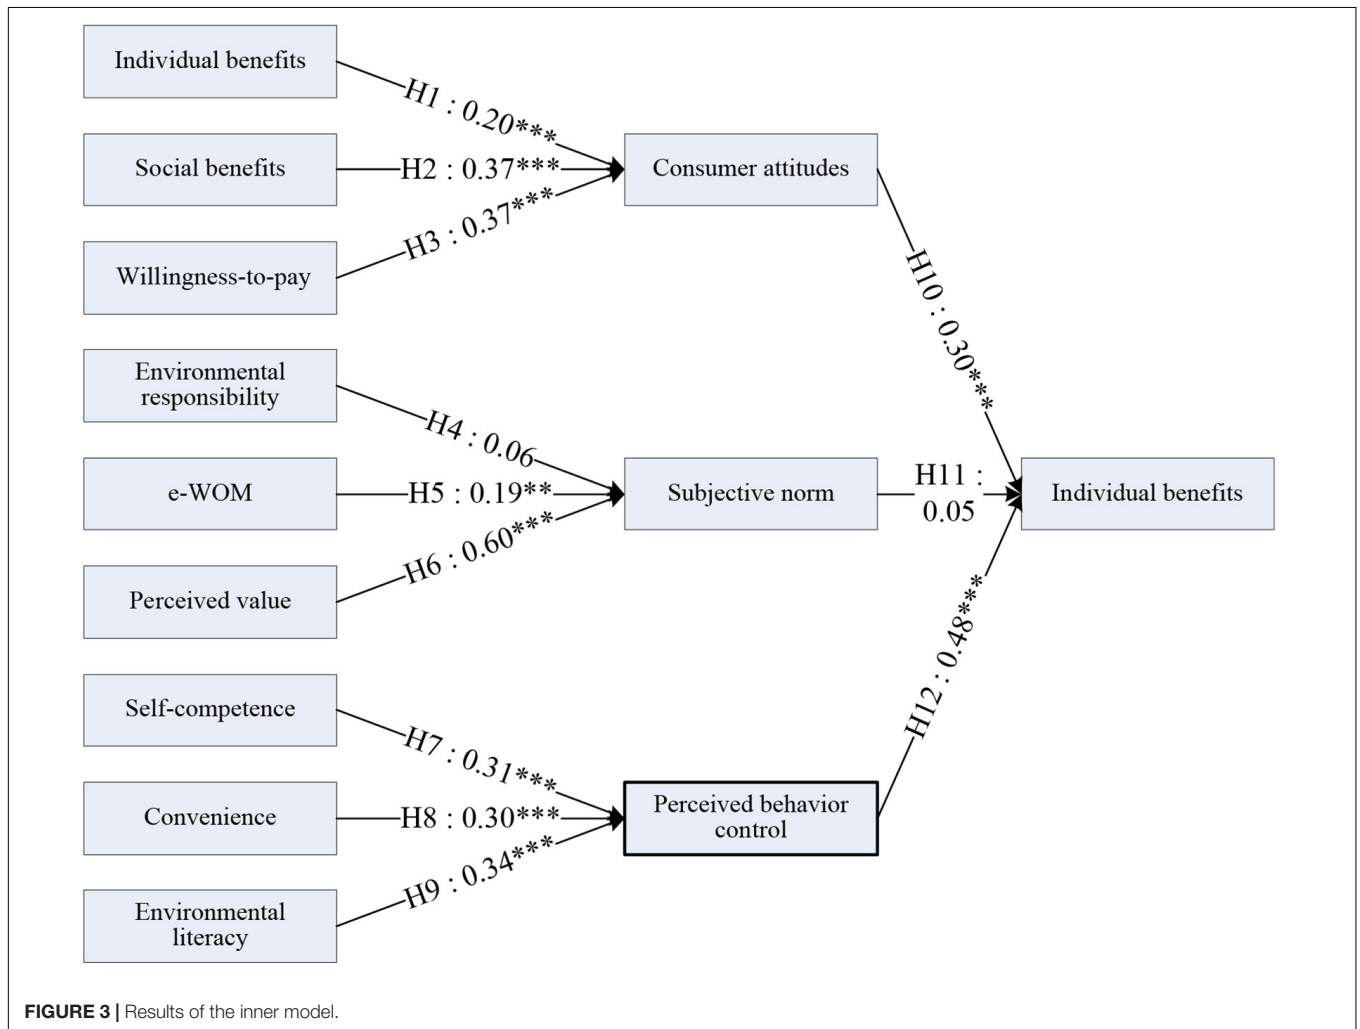 Individual benefits
H1 : 0.20***
Social benefits
H2 : 0.37***
Consumer attitudes
H3 : 0.37***
Willingness-to-pay
H10 : 0.30***
Environmental
responsibility
H4 : 0.06
e-WOM
H5 : 0.19**
Subjective norm
H11 :
0.05
Individual benefits
H6 : 0.60***
Perceived value
H12 : 0.48***
Self-competence
H7 : 0.31***
Convenience
H8 : 0.30***
Perceived behavior
control
H9 : 0.34***
Environmental
literacy
FIGURE 3 | Results of the inner model.